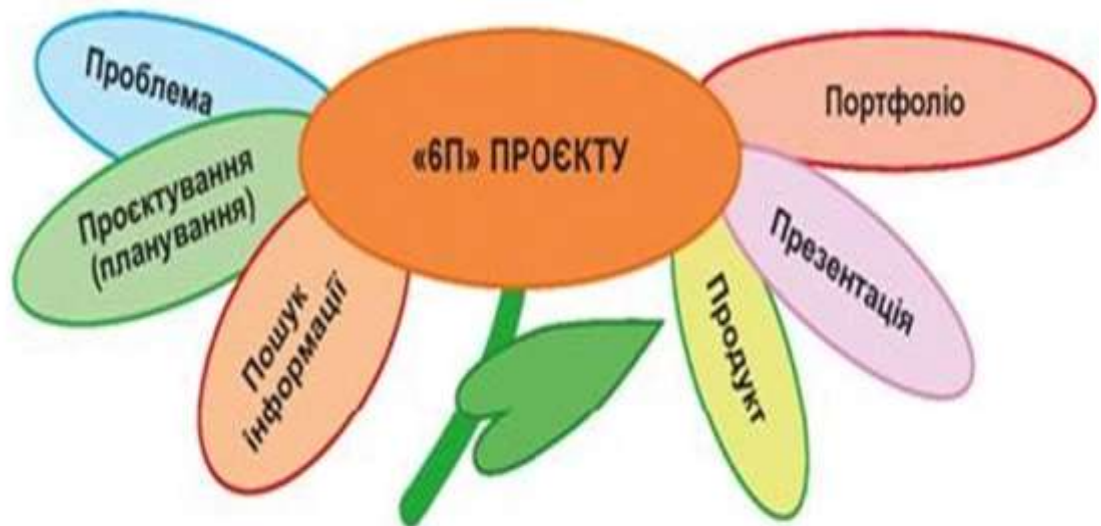 «6П» ПРОЄКТУ
Проблема
Проєктування
(планування)
Пошук
інформації
Продукт
Презентація
Портфоліо